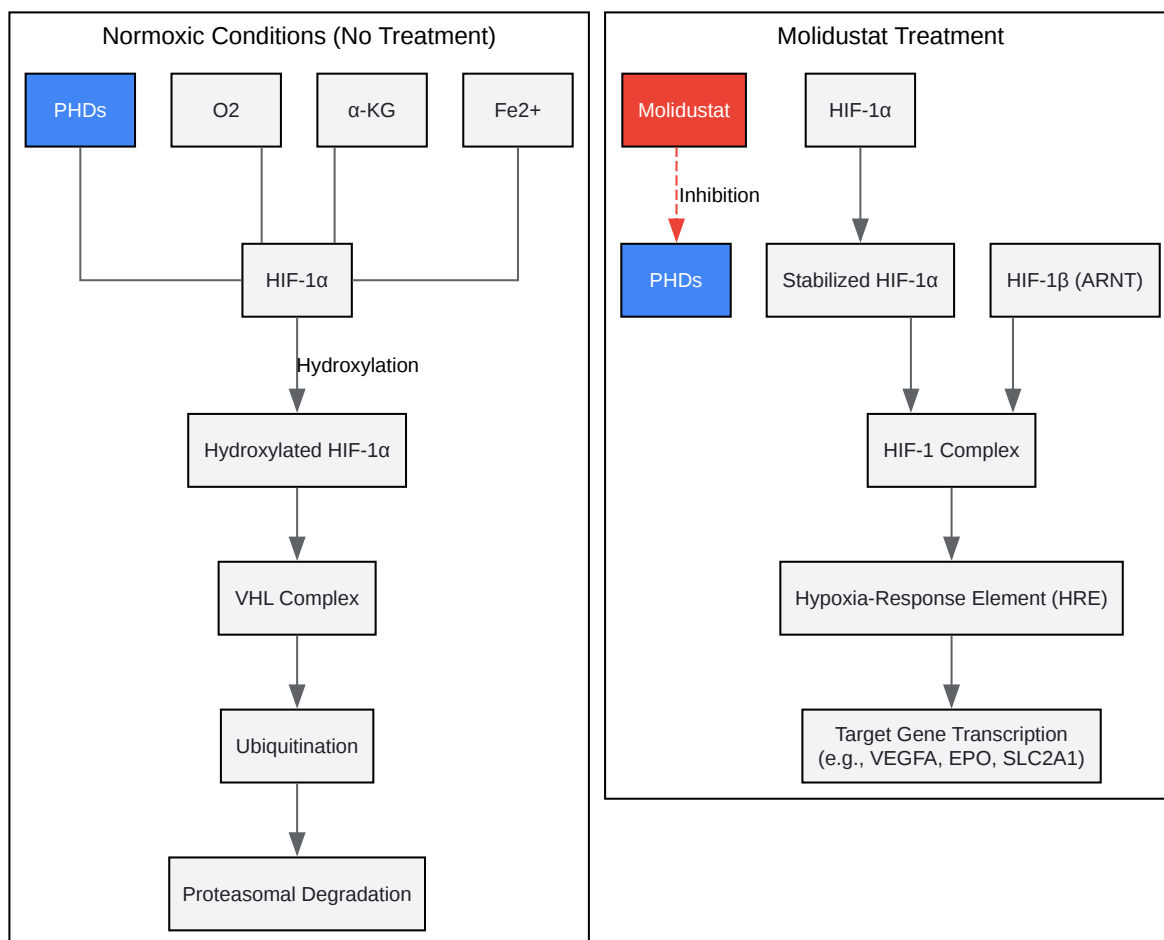 Normoxic Conditions (No Treatment)
PHDs
O2
α-KG
Fe2+
HIF-1α
Hydroxylation
Hydroxylated HIF-1α
VHL Complex
Ubiquitination
Proteasomal Degradation
Molidustat Treatment
Molidustat
HIF-1α
Inhibition
PHDs
Stabilized HIF-1α
HIF-1β (ARNT)
HIF-1 Complex
Hypoxia-Response Element (HRE)
Target Gene Transcription
(e.g., VEGFA, EPO, SLC2A1)